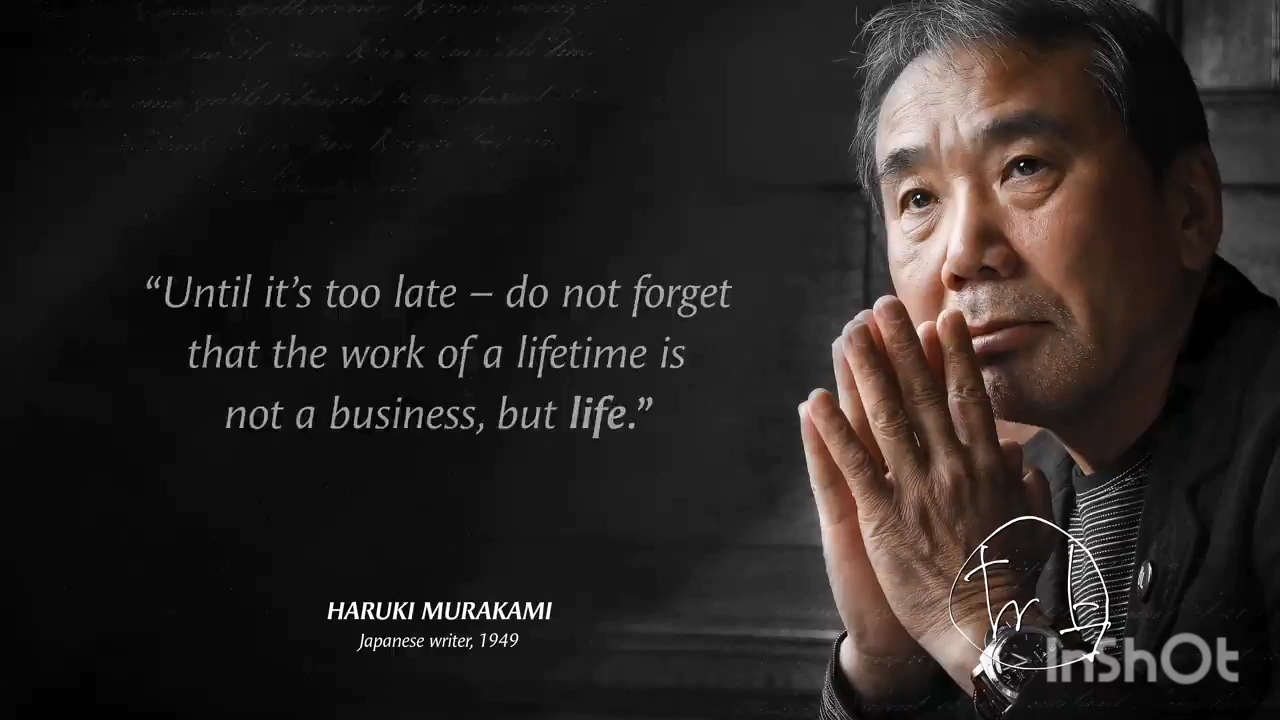 “Until it’s too late – do not forget
that the work of a lifetime is
not a business, but life.”
HARUKI MURAKAMI
Japanese writer, 1949
InShOt